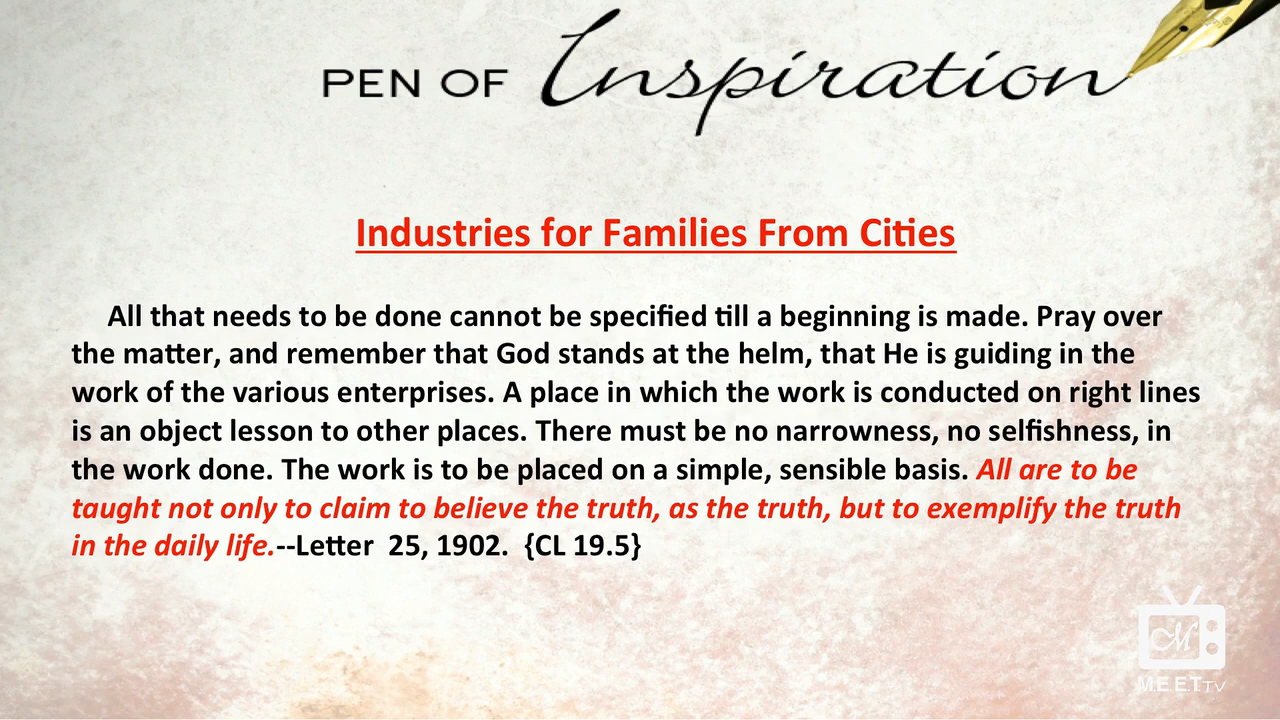 PEN OF Inspiration
Industries for Families From Cities
All that needs to be done cannot be specified till a beginning is made. Pray over
the matter, and remember that God stands at the helm, that He is guiding in the
work of the various enterprises. A place in which the work is conducted on right lines
is an object lesson to other places. There must be no narrowness, no selfishness, in
the work done. The work is to be placed on a simple, sensible basis. All are to be
taught not only to claim to believe the truth, as the truth, but to exemplify the truth
in the daily life.--Letter  25, 1902.  {CL 19.5}
M
M.E.E.T.TV